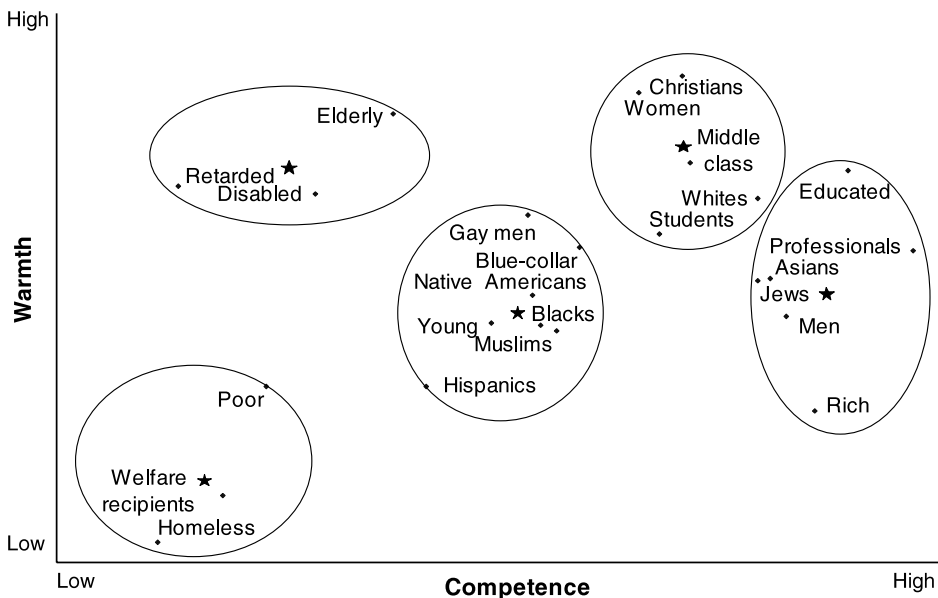 High
Christians
Women
Elderly
Middle
class
Retarded
Disabled
Whites
Educated
Students
Gay men
Professionals
Blue-collar
Asians
Native Americans
Jews
Warmth
Blacks
Young
Men
Muslims
Hispanics
Poor
Rich
Welfare
recipients
Homeless
Low
Low
Competence
High